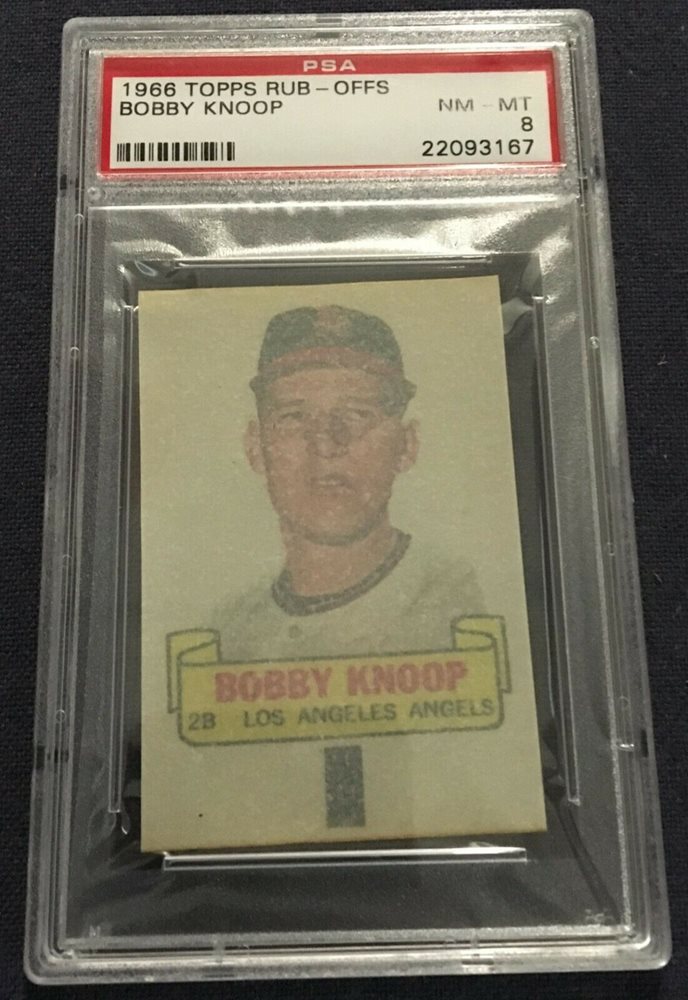 PSA
1966 TOPPS RUB-OFFS
BOBBY KNOOP
NM-MT
8
22093167
BOBBY KNOOP
2B LOS ANGELES ANGELS